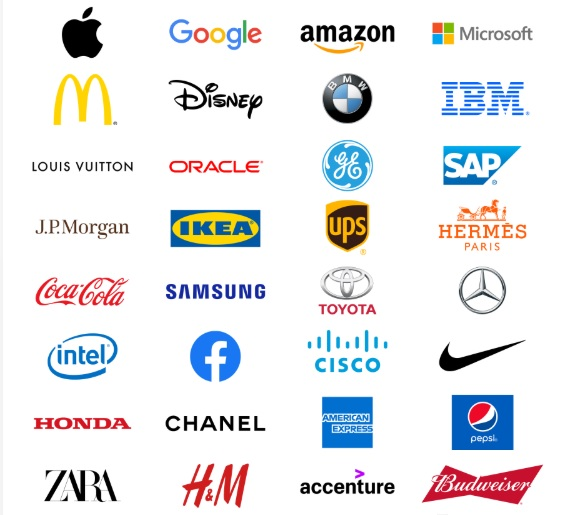 Google
amazon
Microsoft
Disney
BMW
IBM
LOUIS VUITTON
ORACLE
GE
SAP
J.P.Morgan
IKEA
ups
HERMÈS
PARIS
Coca-Cola
SAMSUNG
TOYOTA
intel
f
CISCO
HONDA
CHANEL
AMERICAN
EXPRESS
pepsi
ZARA
H&M
accenture
Budweiser